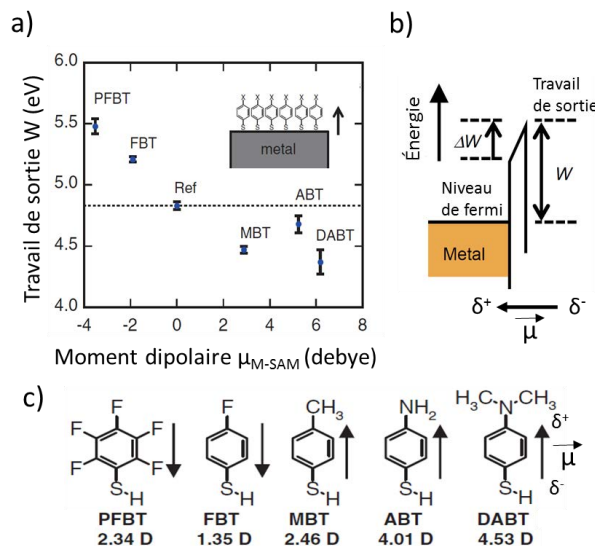 a)
Travail de sortie W (eV)
6.0
5.5
5.0
4.5
4.0
PFBT
FBT
Ref
MBT
ABT
DABT
X X X X X X
S S S S S S
metal
-4 -2 0 2 4 6 8
Moment dipolaire μM-SAM (debye)
b)
Énergie
ΔW
Travail
de sortie
W
Niveau
de fermi
Metal
δ+ δ-
μ
c)
F F F F F S H
PFBT
2.34 D
F S H
FBT
1.35 D
CH3 S H
MBT
2.46 D
NH2 S H
ABT
4.01 D
H3C N CH3 S H
DABT
4.53 D
δ+
μ
δ-